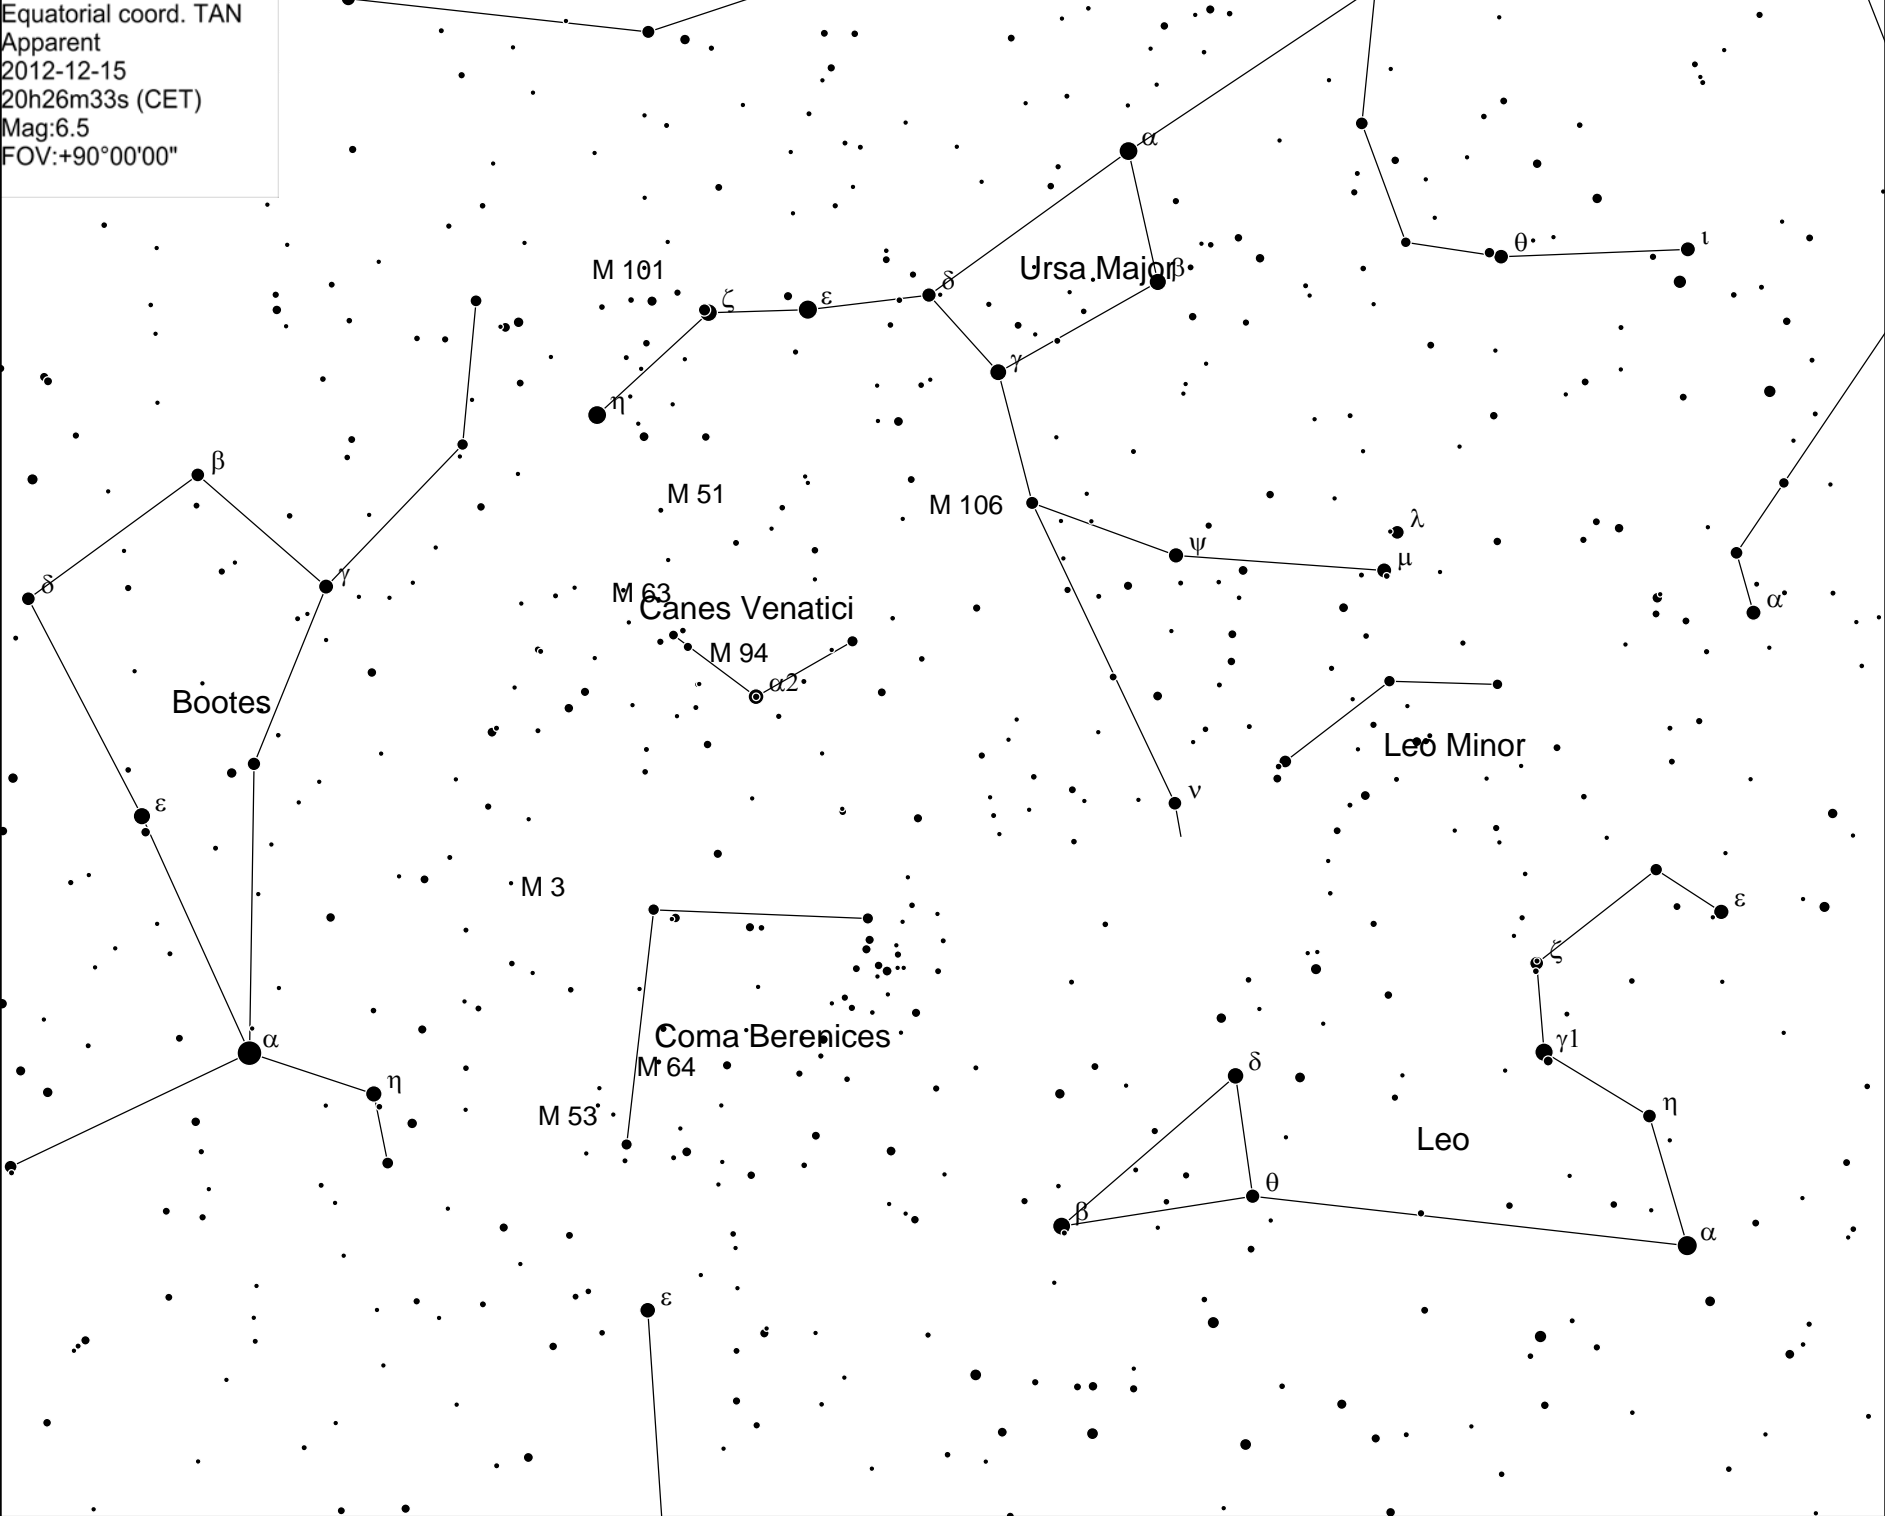 Equatorial coord. TAN
Apparent
2012-12-15
20h26m33s (CET)
Mag:6.5
FOV:+90°00'00"
α
θ
ι
M 101
ζ
ε
δ
Ursa Major
β
γ
η
β
M 51
M 106
ψ
λ
μ
δ
γ
M 63
Canes Venatici
α
M 94
α2
Bootes
Leo Minor
ν
ε
M 3
ε
ζ
α
Coma Berenices
γ1
M 64
δ
η
η
M 53
Leo
θ
β
α
ε